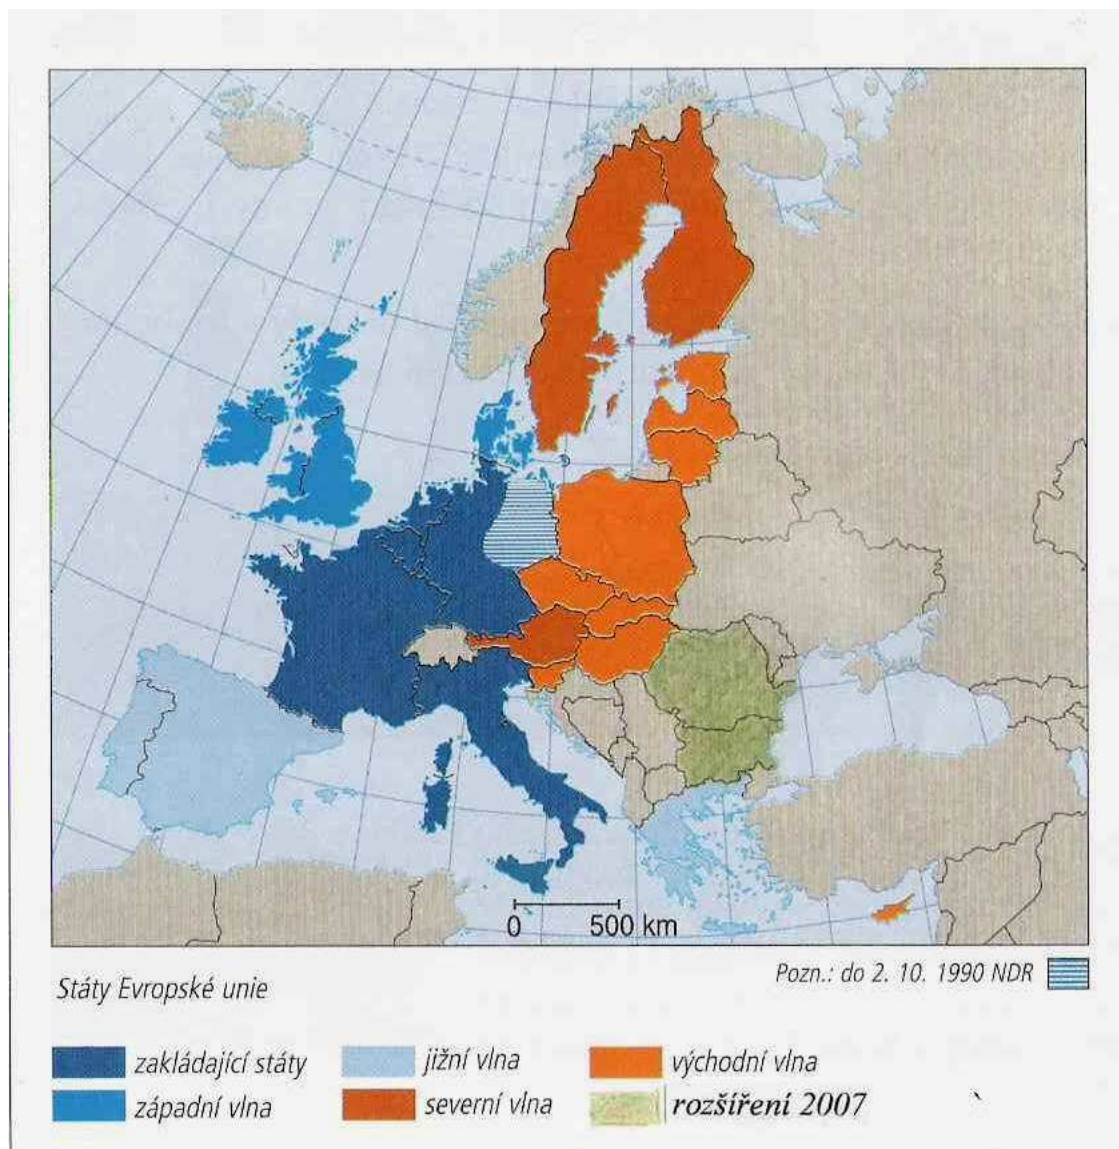 0 500 km
Státy Evropské unie
Pozn.: do 2. 10. 1990 NDR
zakládající státy
jižní vlna
východní vlna
západní vlna
severní vlna
rozšíření 2007